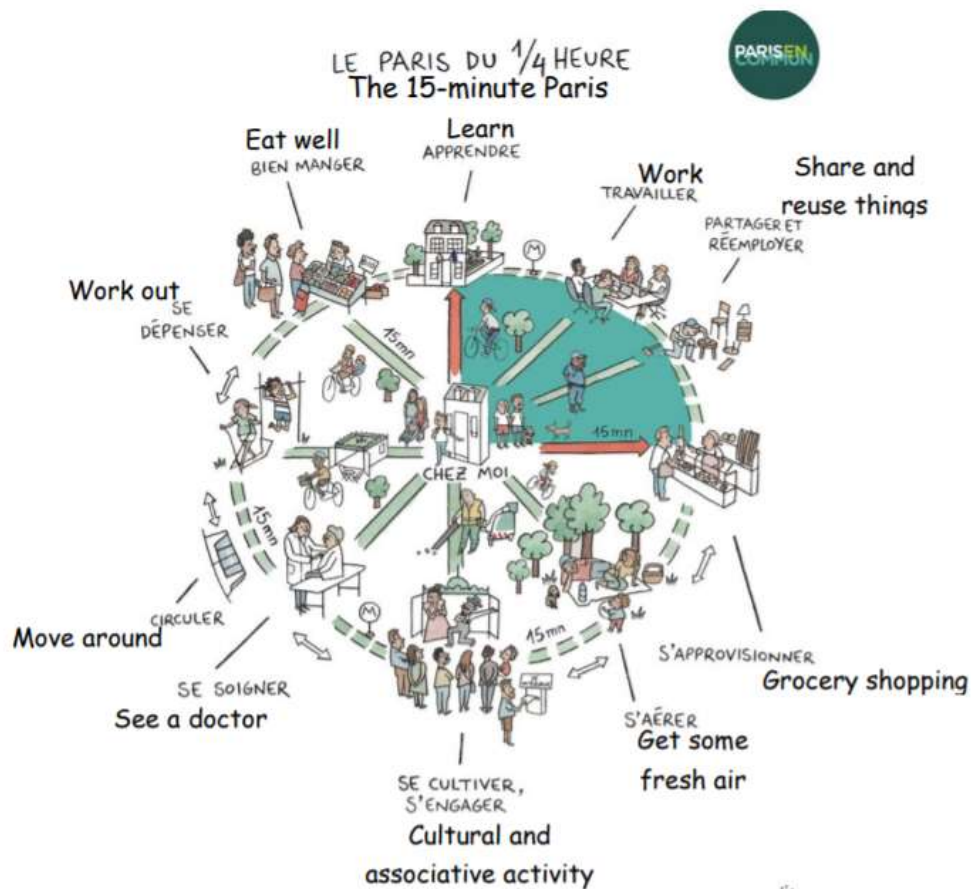 LE PARIS DU 1/4 HEURE
The 15-minute Paris
PARISEN
COMMUN
Eat well
BIEN MANGER
Learn
APPRENDRE
Work
TRAVAILLER
Share and
reuse things
PARTAGER ET
RÉEMPLOYER
M
Work out
SE
DÉPENSER
15mn
15mn
CHEZ MOI
15mn
CIRCULER
Move around
M
15mn
SE SOIGNER
See a doctor
S'APPROVISIONNER
Grocery shopping
S'AÉRER
Get some
fresh air
SE CULTIVER,
S'ENGAGER
Cultural and
associative activity